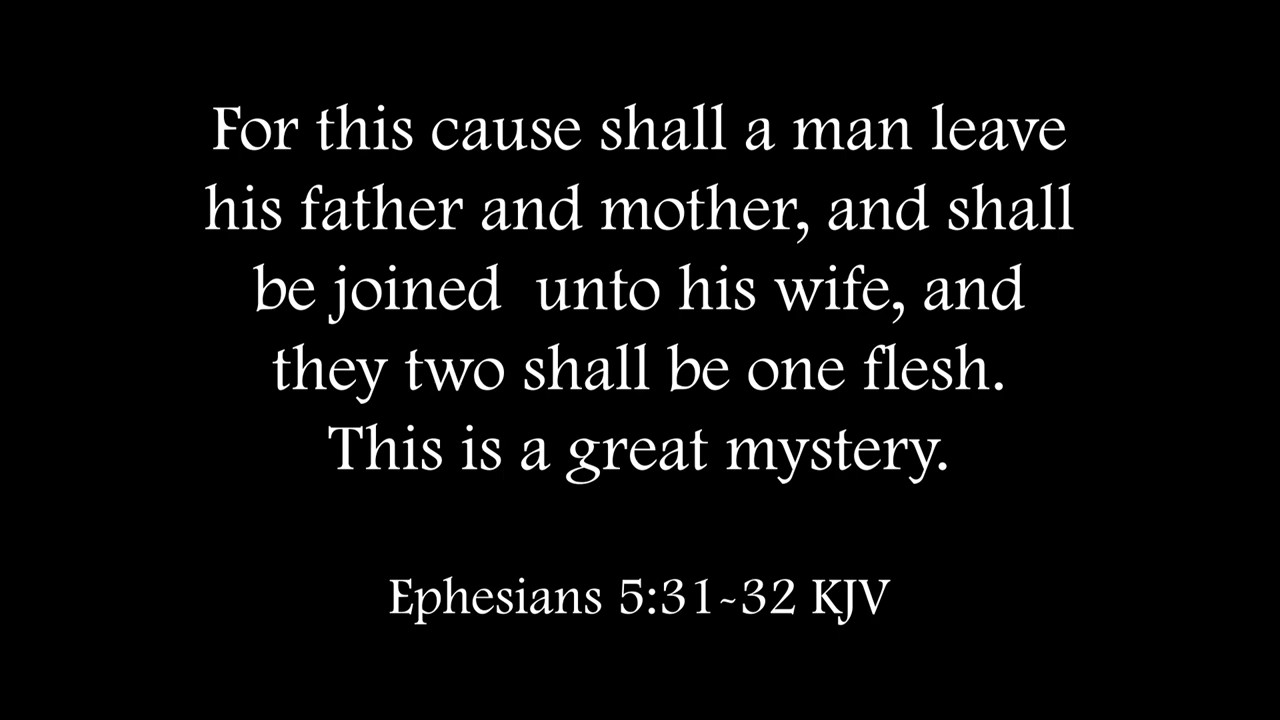 For this cause shall a man leave
his father and mother, and shall
be joined  unto his wife, and
they two shall be one flesh.
This is a great mystery.
Ephesians 5:31-32 KJV